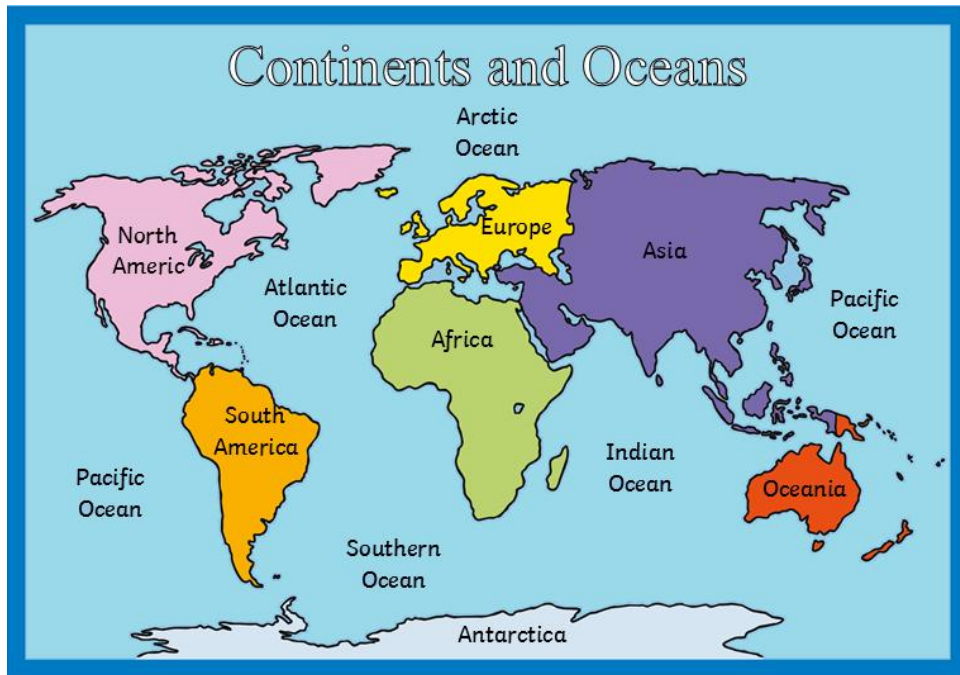 Continents and Oceans
Arctic
Ocean
North
Americ
Europe
Asia
Atlantic
Ocean
Pacific
Ocean
Africa
South
America
Pacific
Ocean
Indian
Ocean
Oceania
Southern
Ocean
Antarctica